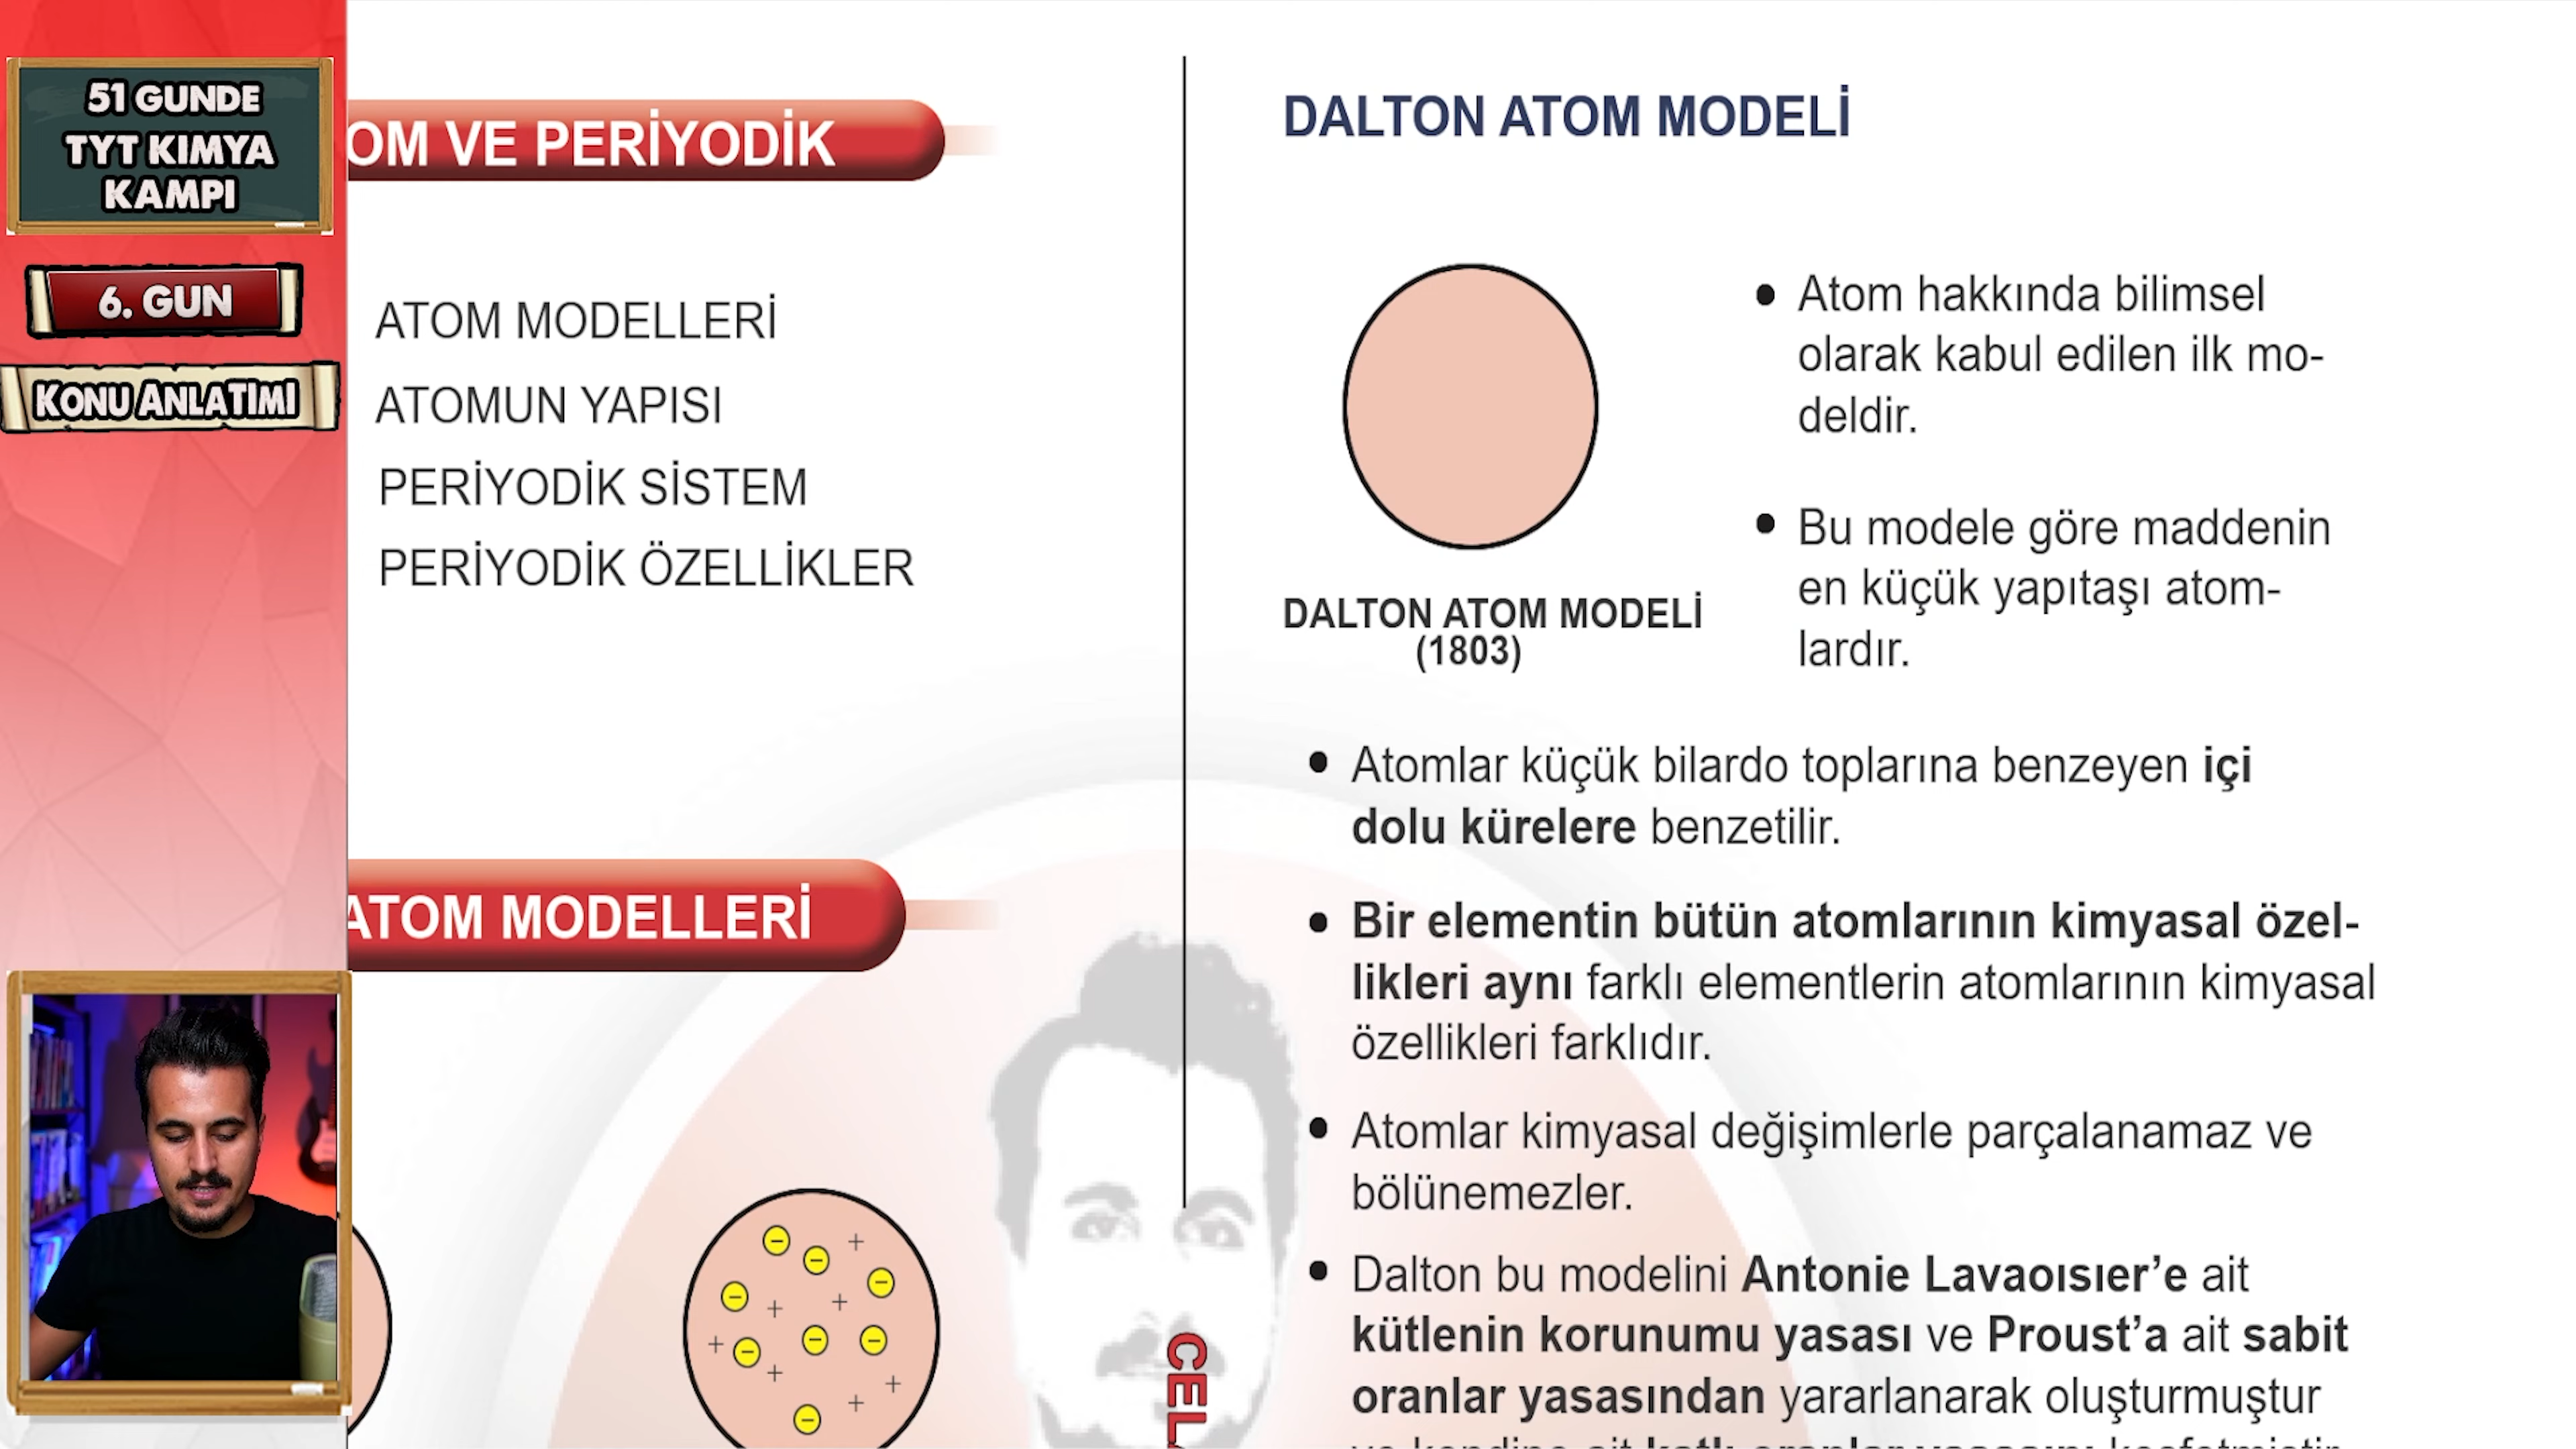 51 GUNDE
TYT KIMYA
KAMPI
6. GUN
KONU ANLATIMI
OM VE PERİYODİK
ATOM MODELLERİ
ATOMUN YAPISI
PERİYODİK SİSTEM
PERİYODİK ÖZELLİKLER
ATOM MODELLERİ
DALTON ATOM MODELİ
DALTON ATOM MODELİ
(1803)
• Atom hakkında bilimsel
olarak kabul edilen ilk mo-
deldir.
• Bu modele göre maddenin
en küçük yapıtaşı atom-
lardır.
• Atomlar küçük bilardo toplarına benzeyen içi
dolu kürelere benzetilir.
• Bir elementin bütün atomlarının kimyasal özel-
likleri aynı farklı elementlerin atomlarının kimyasal
özellikleri farklıdır.
• Atomlar kimyasal değişimlerle parçalanamaz ve
bölünemezler.
• Dalton bu modelini Antonie Lavaoısıer’e ait
kütlenin korunumu yasası ve Proust’a ait sabit
oranlar yasasından yararlanarak oluşturmuştur